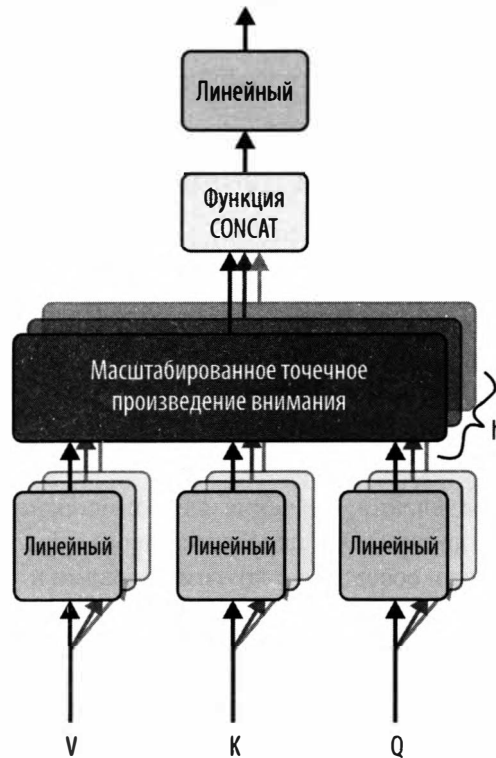 Линейный
Функция
CONCAT
Масштабированное точечное
произведение внимания
h
Линейный
Линейный
Линейный
V
K
Q